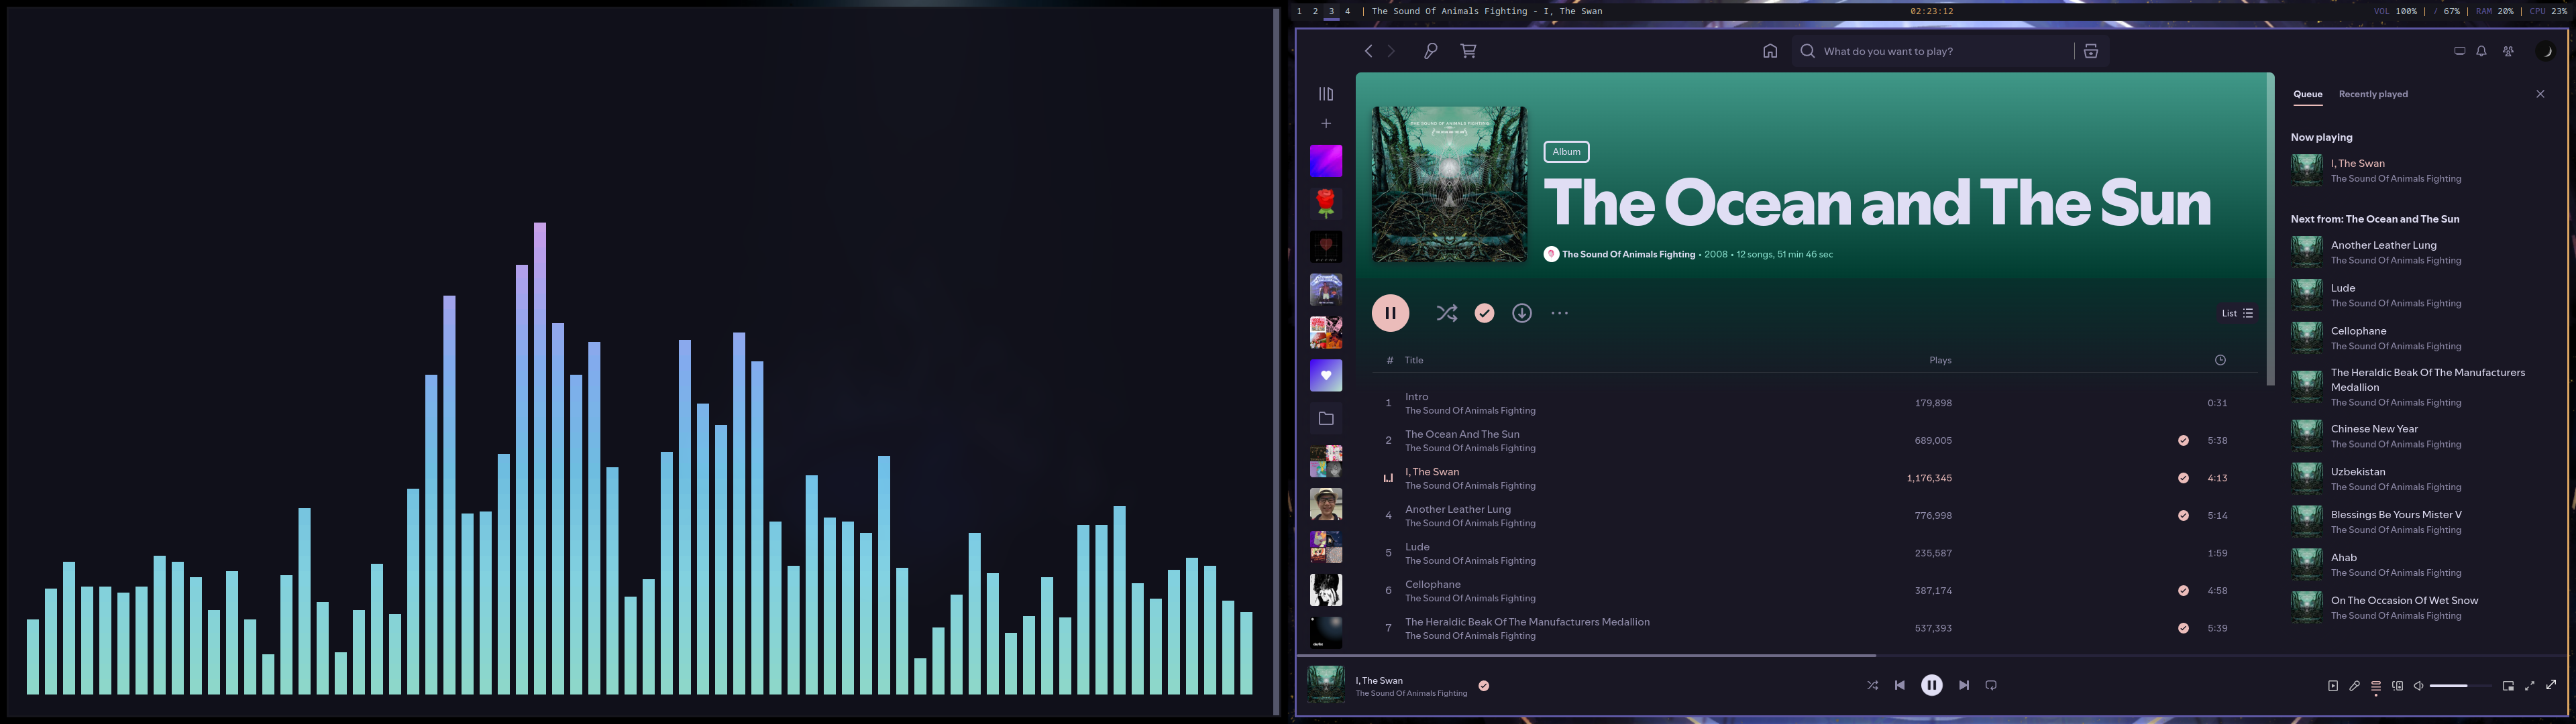 1 2 3 4 | The Sound Of Animals Fighting - I, The Swan
02:23:12
VOL 100% | / 67% | RAM 20% | CPU 23%
What do you want to play?
THE SOUND OF ANIMALS FIGHTING
Album
The Ocean and The Sun
The Sound Of Animals Fighting • 2008 • 12 songs, 51 min 46 sec
List
# Title Plays
1 Intro 179,898 0:31
The Sound Of Animals Fighting
2 The Ocean And The Sun 689,005 5:38
The Sound Of Animals Fighting
I, The Swan 1,176,345 4:13
The Sound Of Animals Fighting
4 Another Leather Lung 776,998 5:14
The Sound Of Animals Fighting
5 Lude 235,587 1:59
The Sound Of Animals Fighting
6 Cellophane 387,174 4:58
The Sound Of Animals Fighting
7 The Heraldic Beak Of The Manufacturers Medallion 537,393 5:39
The Sound Of Animals Fighting
Queue Recently played
Now playing
I, The Swan
The Sound Of Animals Fighting
Next from: The Ocean and The Sun
Another Leather Lung
The Sound Of Animals Fighting
Lude
The Sound Of Animals Fighting
Cellophane
The Sound Of Animals Fighting
The Heraldic Beak Of The Manufacturers
Medallion
The Sound Of Animals Fighting
Chinese New Year
The Sound Of Animals Fighting
Uzbekistan
The Sound Of Animals Fighting
Blessings Be Yours Mister V
The Sound Of Animals Fighting
Ahab
The Sound Of Animals Fighting
On The Occasion Of Wet Snow
The Sound Of Animals Fighting
I, The Swan
The Sound Of Animals Fighting